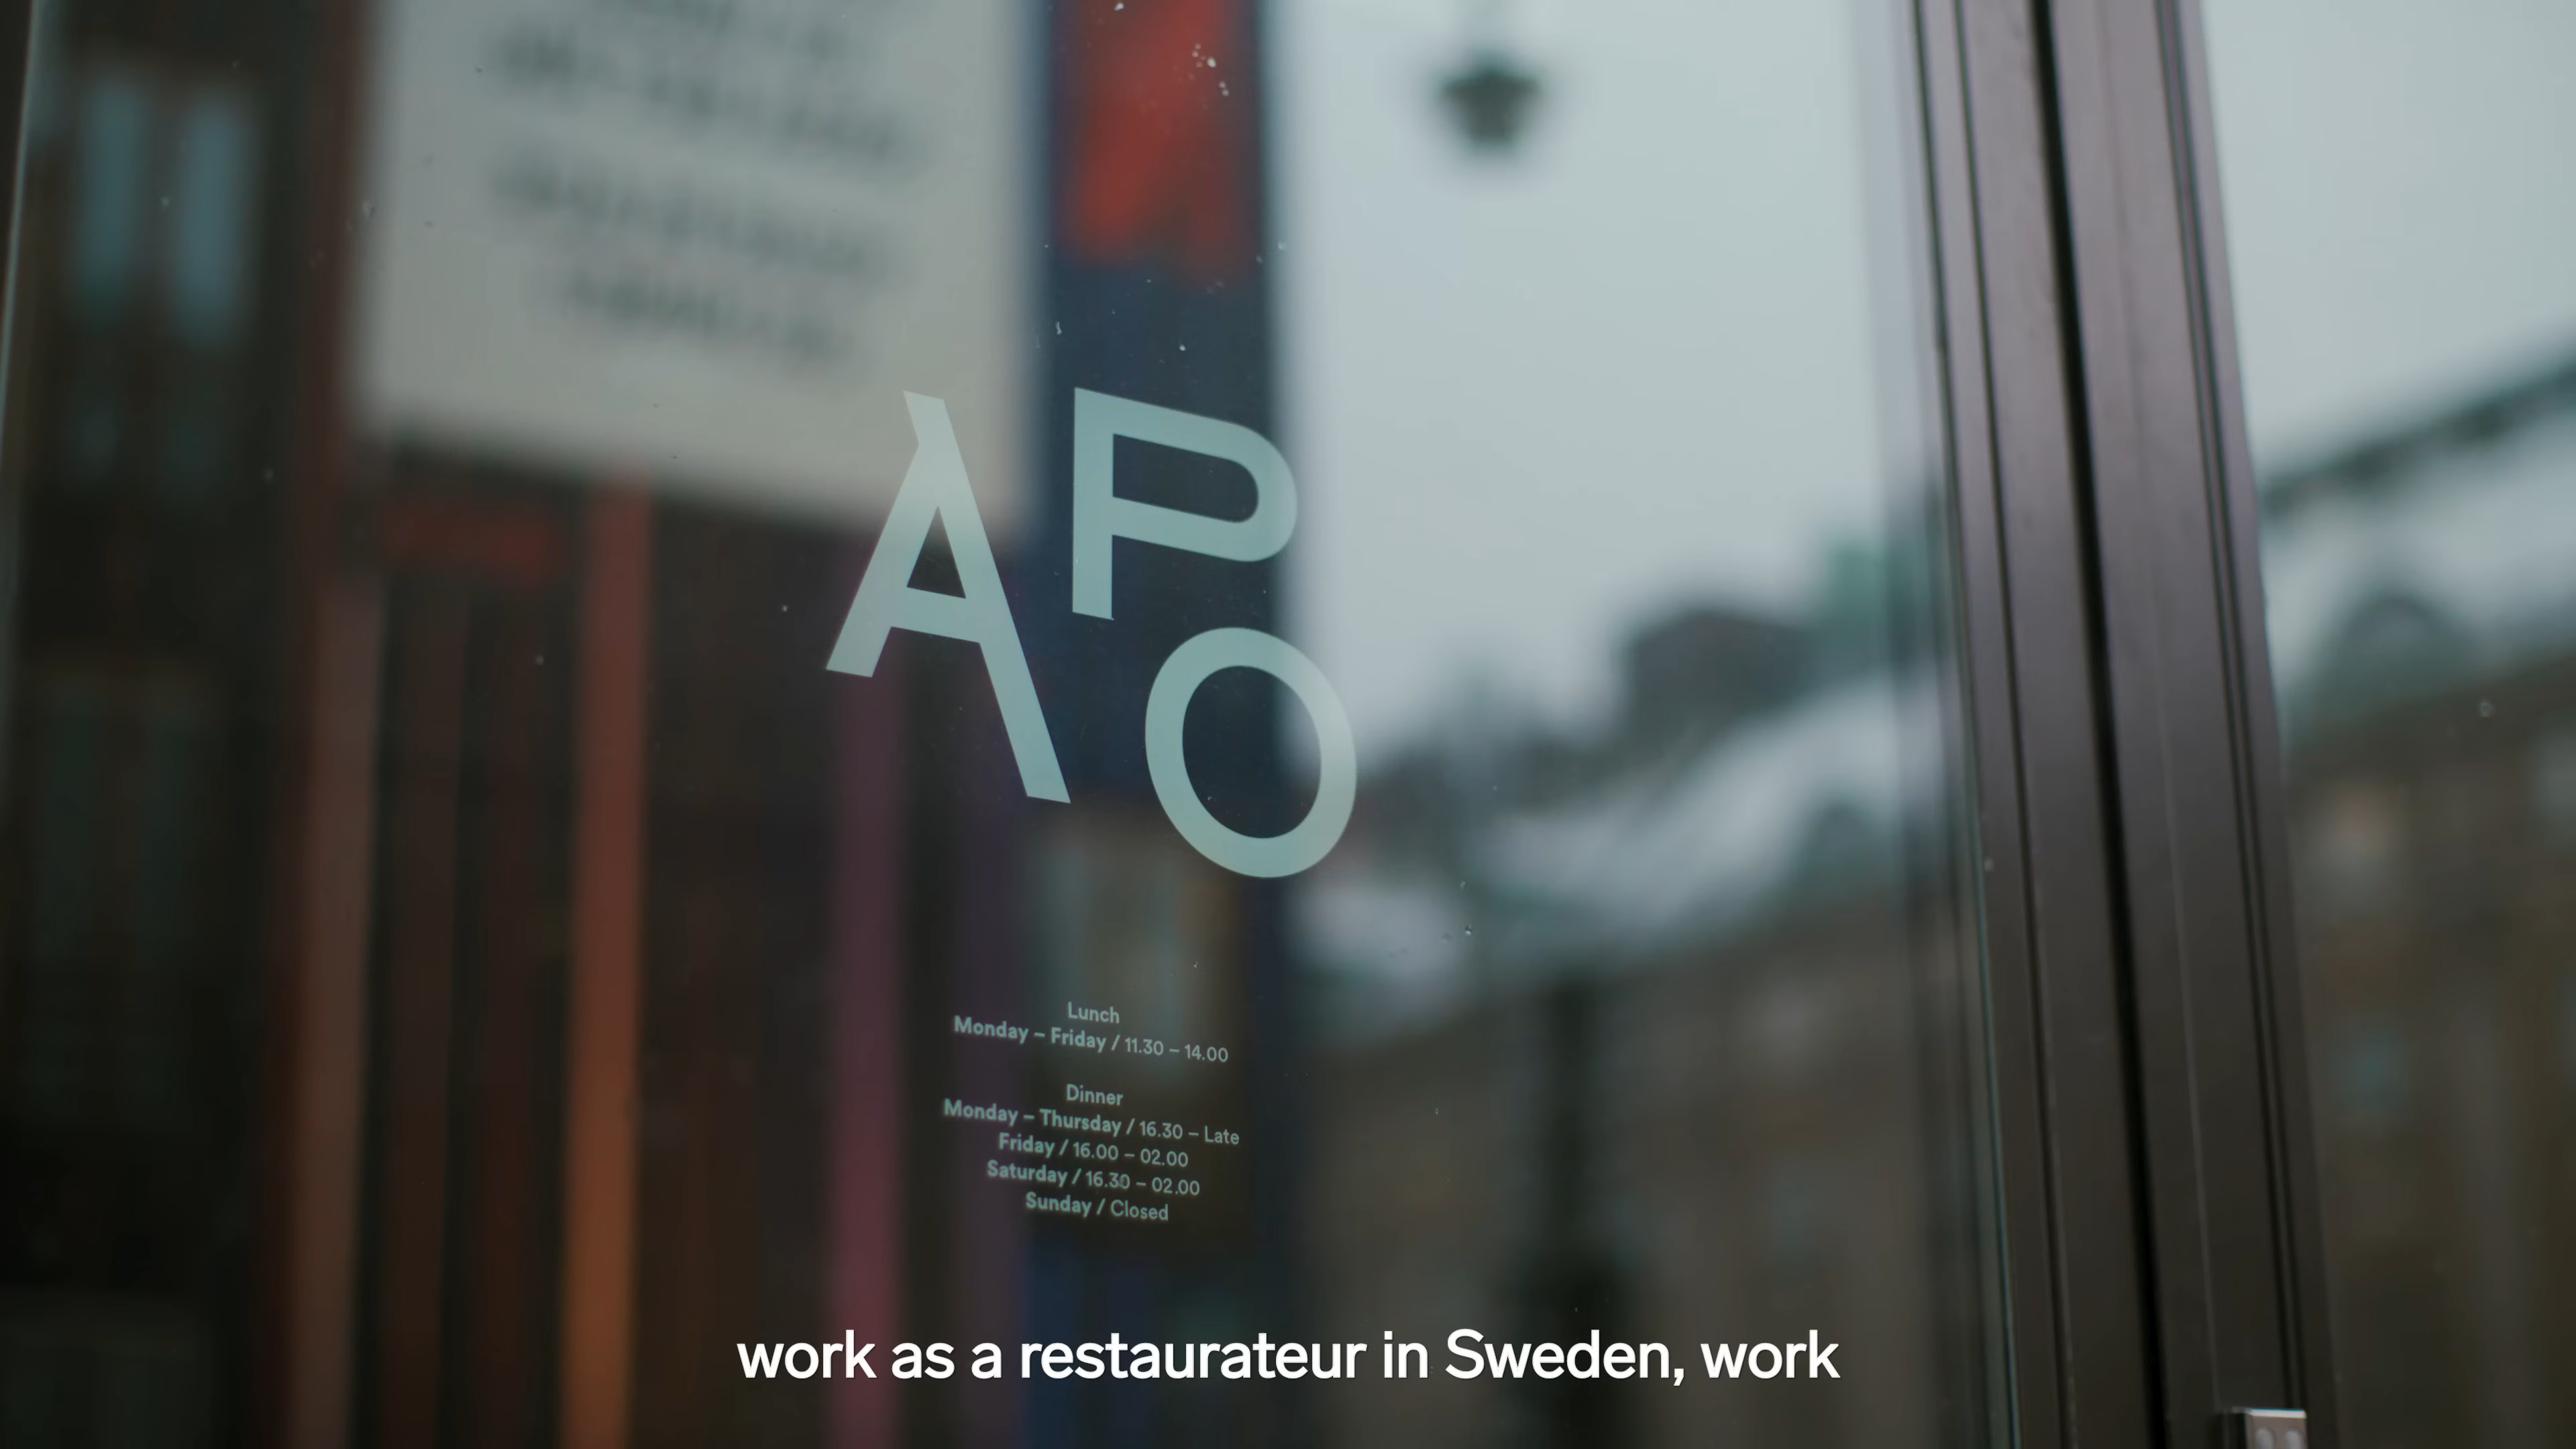 APO
Lunch
Monday – Friday / 11.30 – 14.00
Dinner
Monday – Thursday / 16.30 – Late
Friday / 16.00 – 02.00
Saturday / 16.30 – 02.00
Sunday / Closed
work as a restaurateur in Sweden, work